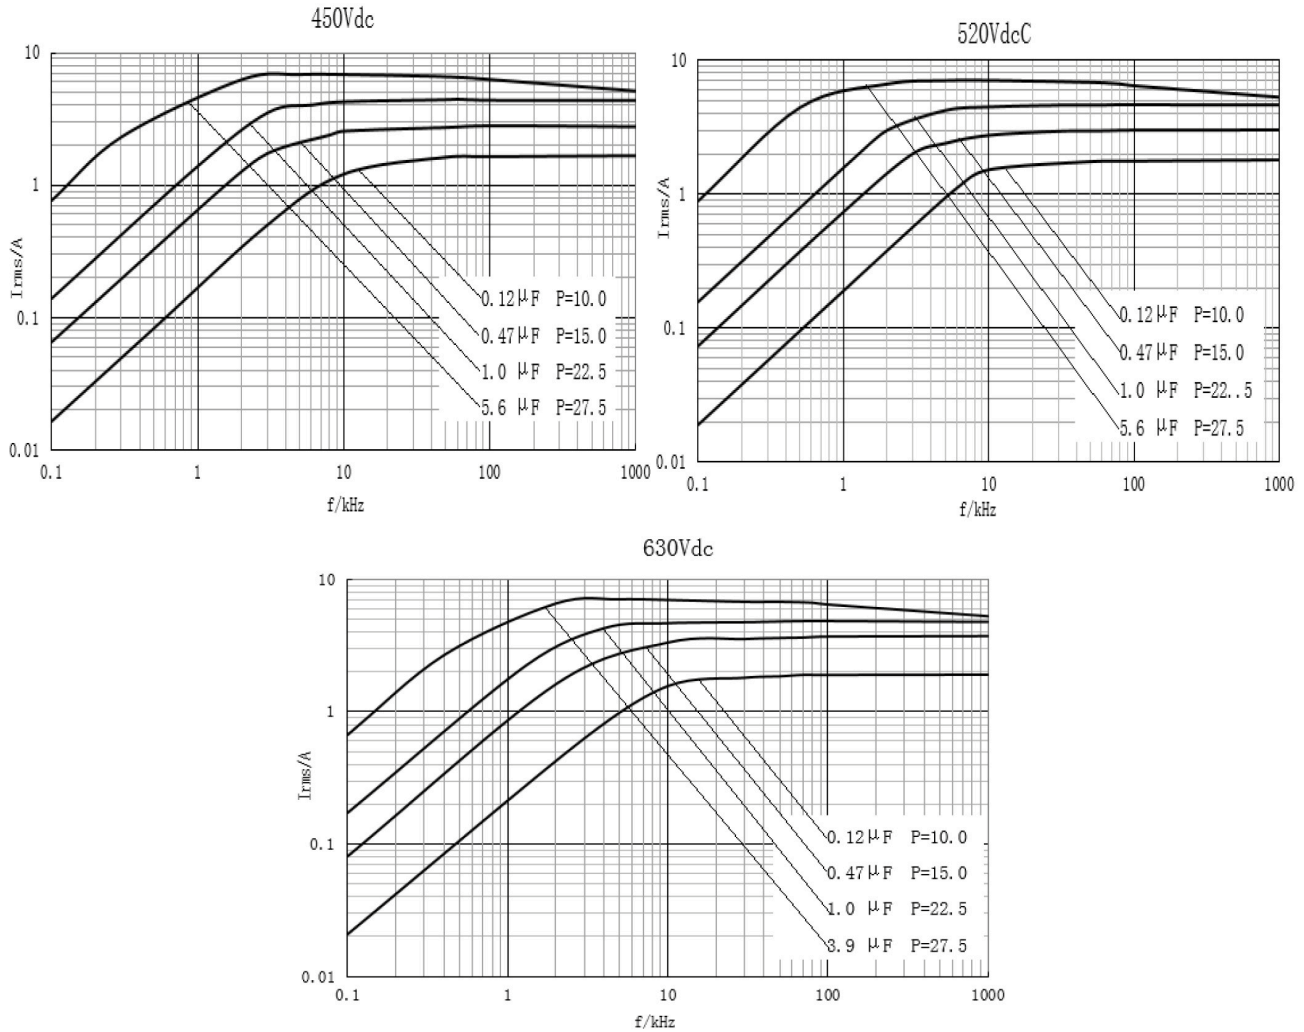 450Vdc
10
1
0.1
0.01
Irms/A
0.12μF P=10.0
0.47μF P=15.0
1.0 μF P=22.5
5.6 μF P=27.5
0.1 1 10 100 1000
f/kHz
520VdcC
10
1
0.1
0.01
Irms/A
0.12μF P=10.0
0.47μF P=15.0
1.0 μF P=22..5
5.6 μF P=27.5
0.1 1 10 100 1000
f/kHz
630Vdc
10
1
0.1
0.01
Irms/A
0.12μF P=10.0
0.47μF P=15.0
1.0 μF P=22.5
3.9 μF P=27.5
0.1 1 10 100 1000
f/kHz